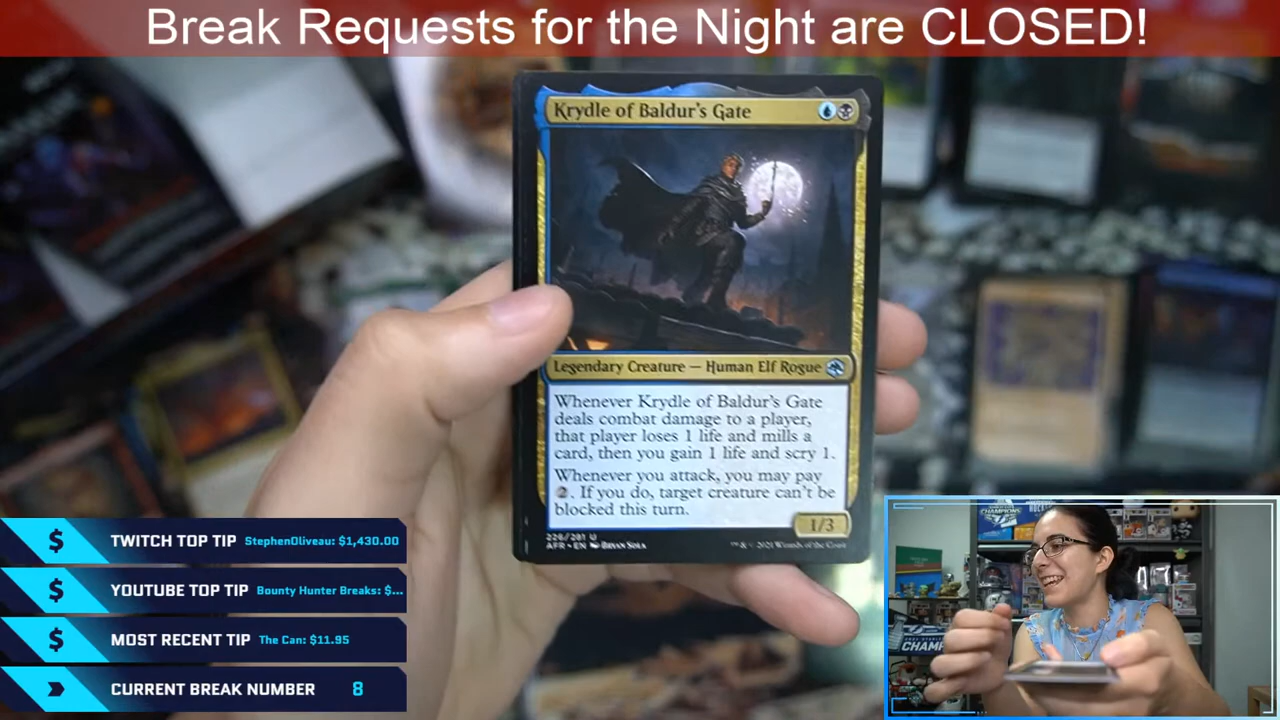 Break Requests for the Night are CLOSED!
Krydle of Baldur's Gate
Legendary Creature — Human Elf Rogue
Whenever Krydle of Baldur's Gate
deals combat damage to a player,
that player loses 1 life and mills a
card, then you gain 1 life and scry 1.
Whenever you attack, you may pay
2. If you do, target creature can't be
blocked this turn.
1/3
226/281 U
AFR • EN Bryan Sola
™ & © 2021 Wizards of the Coast
TWITCH TOP TIP StephenOliveau: $1,430.00
YOUTUBE TOP TIP Bounty Hunter Breaks: $...
MOST RECENT TIP The Can: $11.95
CURRENT BREAK NUMBER 8
CHAMPIONS
CHAMP